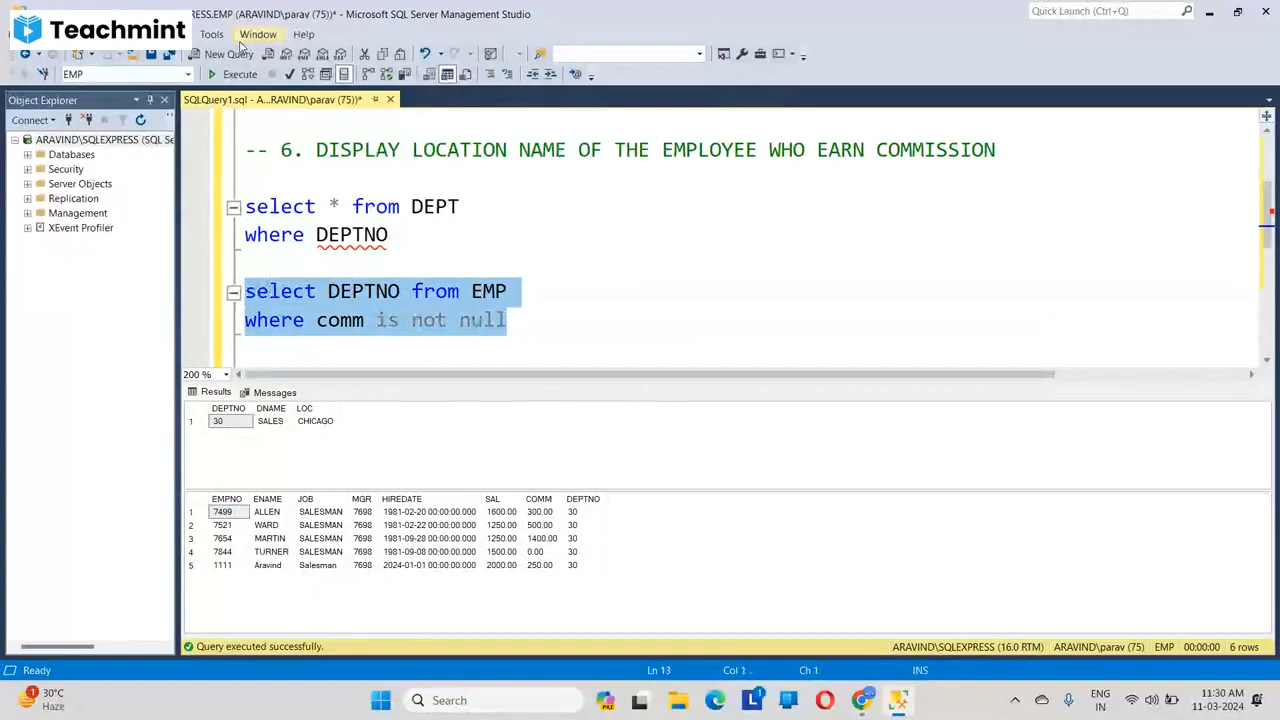 RESS.EMP (ARAVIND\parav (75))* - Microsoft SQL Server Management Studio
Quick Launch (Ctrl+Q)
Teachmint
Tools Window Help
New Query
EMP
Execute
Object Explorer
SQLQuery1.sql - A...RAVIND\parav (75))*
Connect
ARAVIND\SQLEXPRESS (SQL Se
Databases
Security
Server Objects
Replication
Management
XEvent Profiler
-- 6. DISPLAY LOCATION NAME OF THE EMPLOYEE WHO EARN COMMISSION
select * from DEPT
where DEPTNO
select DEPTNO from EMP
where comm is not null
200 %
Results Messages
DEPTNO DNAME LOC
1 30 SALES CHICAGO
EMPNO ENAME JOB MGR HIREDATE SAL COMM DEPTNO
1 7499 ALLEN SALESMAN 7698 1981-02-20 00:00:00.000 1600.00 300.00 30
2 7521 WARD SALESMAN 7698 1981-02-22 00:00:00.000 1250.00 500.00 30
3 7654 MARTIN SALESMAN 7698 1981-09-28 00:00:00.000 1250.00 1400.00 30
4 7844 TURNER SALESMAN 7698 1981-09-08 00:00:00.000 1500.00 0.00 30
5 1111 Aravind Salesman 7698 2024-01-01 00:00:00.000 2000.00 250.00 30
Query executed successfully.
ARAVIND\SQLEXPRESS (16.0 RTM) ARAVIND\parav (75) EMP 00:00:00 6 rows
Ready
Ln 13 Col 1 Ch 1 INS
30°C
Haze
Search
ENG
IN
11:30 AM
11-03-2024